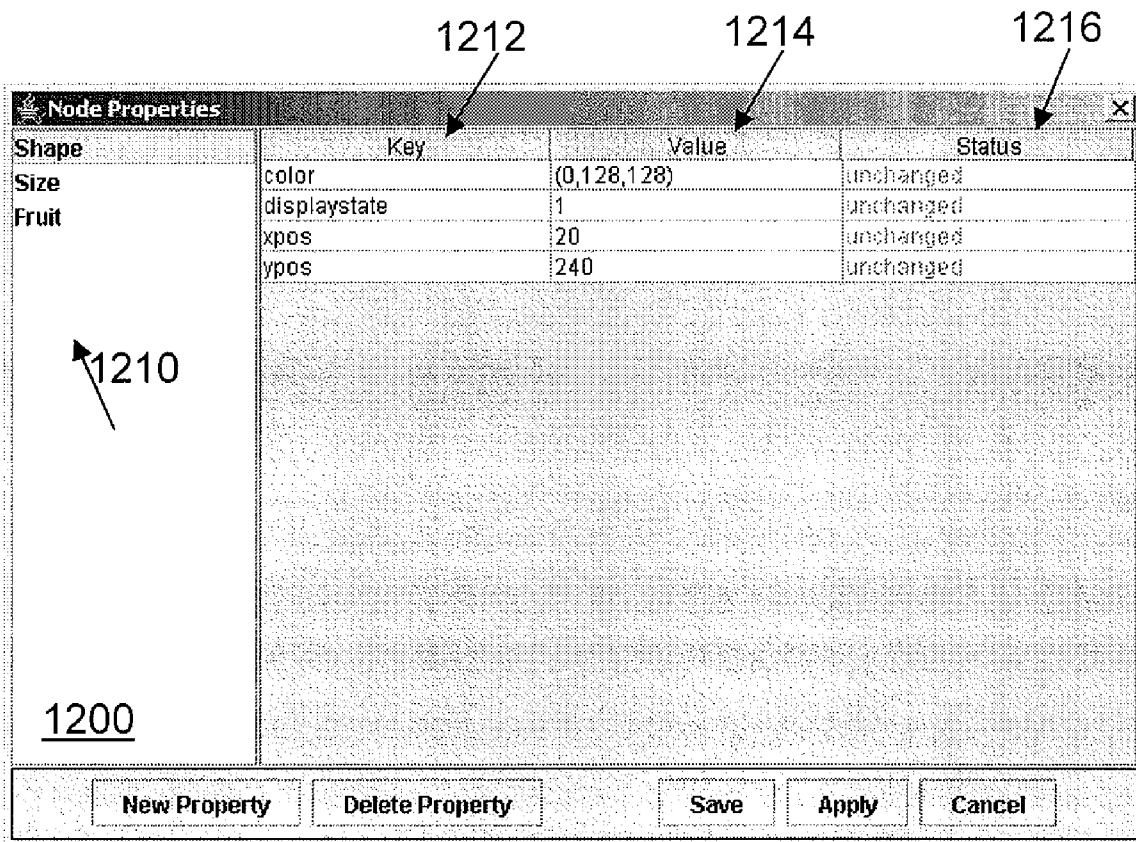 1212 1214 1216
Node Properties
Shape Key Value Status
Size color (0,128,128) unchanged
Fruit displaystate 1 unchanged
xpos 20 unchanged
ypos 240 unchanged
1210
1200
New Property Delete Property Save Apply Cancel